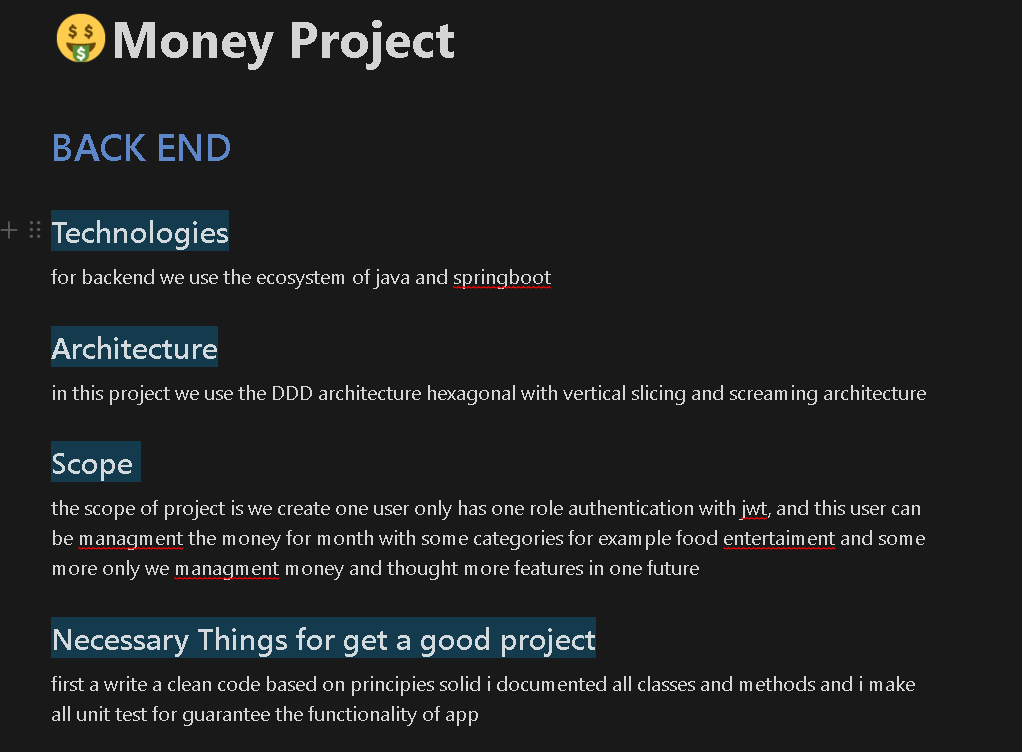 🤑Money Project
BACK END
Technologies
for backend we use the ecosystem of java and springboot
Architecture
in this project we use the DDD architecture hexagonal with vertical slicing and screaming architecture
Scope
the scope of project is we create one user only has one role authentication with jwt, and this user can
be managment the money for month with some categories for example food entertaiment and some
more only we managment money and thought more features in one future
Necessary Things for get a good project
first a write a clean code based on principies solid i documented all classes and methods and i make
all unit test for guarantee the functionality of app